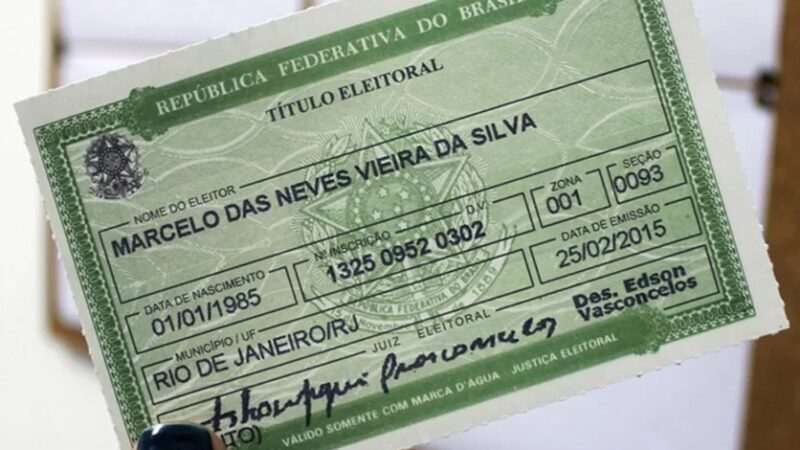 REPÚBLICA FEDERATIVA DO BRASIL
TÍTULO ELEITORAL
NOME DO ELEITOR
MARCELO DAS NEVES VIEIRA DA SILVA
DATA DE NASCIMENTO Nº INSCRIÇÃO D.V. ZONA SEÇÃO
01/01/1985 1325 0952 0302 001 0093
MUNICÍPIO / UF DATA DE EMISSÃO
RIO DE JANEIRO/RJ 25/02/2015
JUIZ ELEITORAL
Des. Edson
Vasconcelos
VÁLIDO SOMENTE COM MARCA D'ÁGUA - JUSTIÇA ELEITORAL